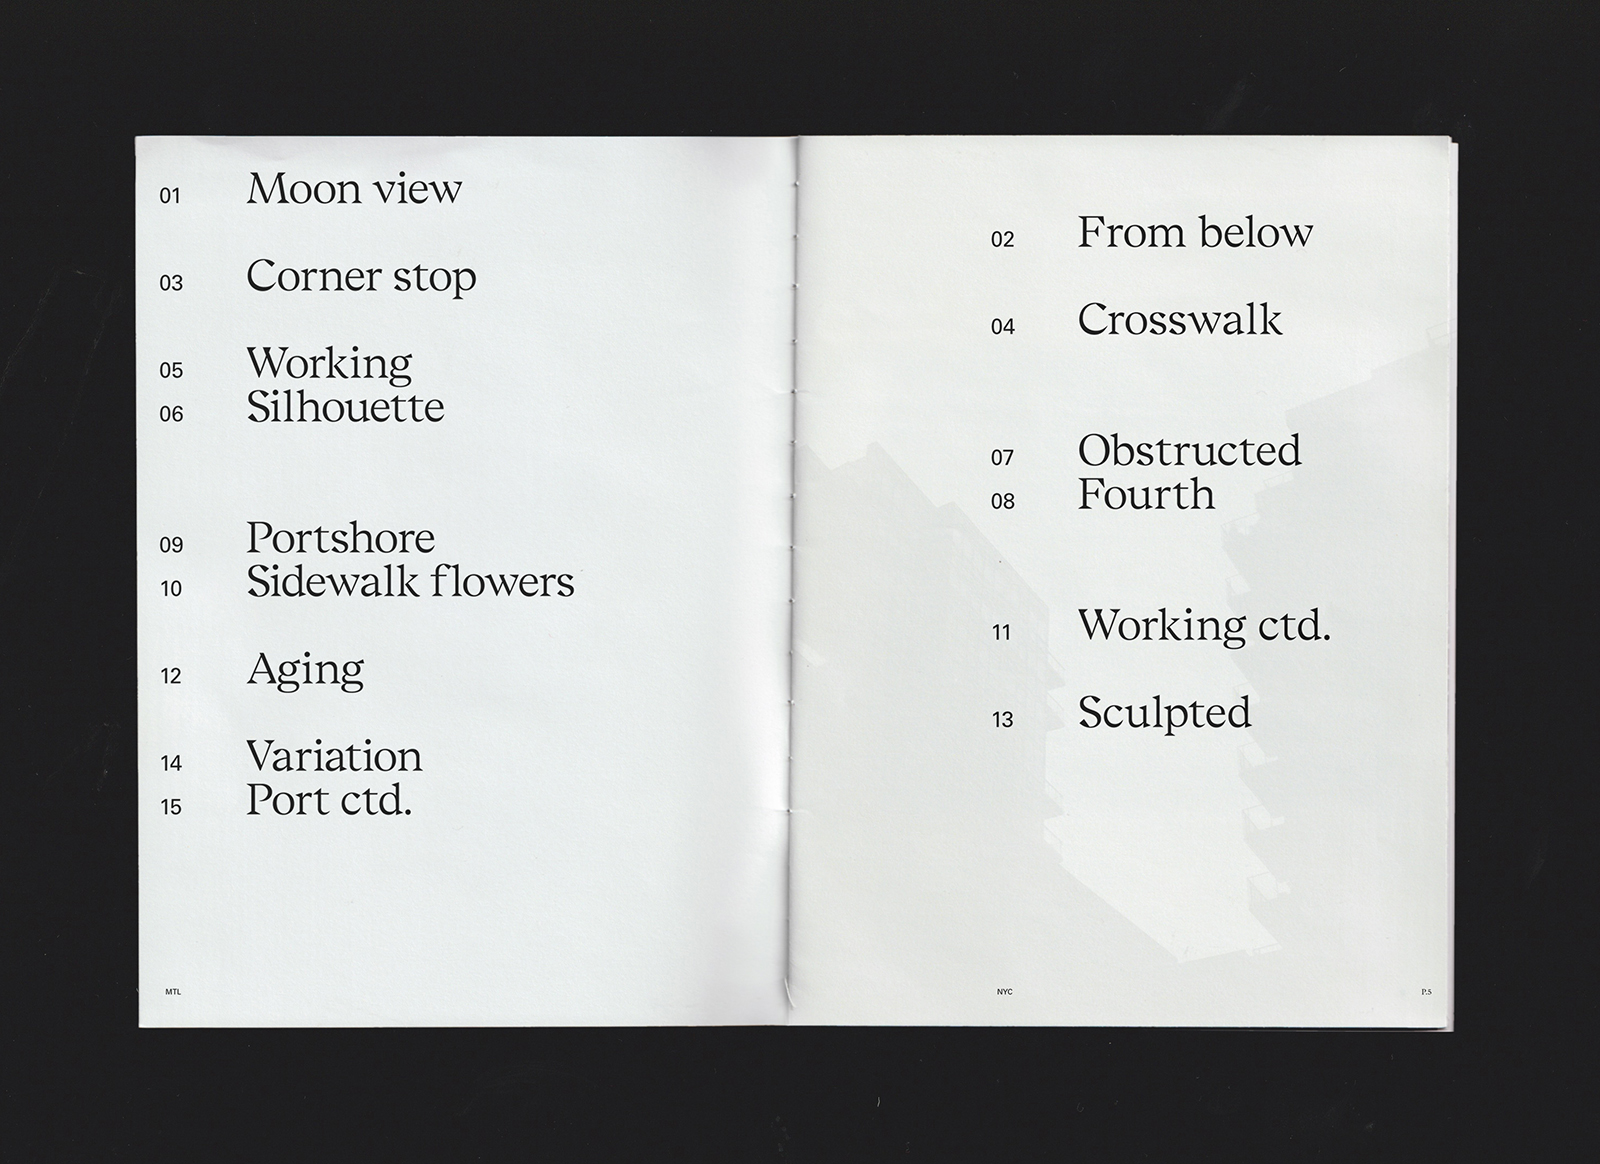 01 Moon view
03 Corner stop
05 Working
06 Silhouette
09 Portshore
10 Sidewalk flowers
12 Aging
14 Variation
15 Port ctd.
MTL
02 From below
04 Crosswalk
07 Obstructed
08 Fourth
11 Working ctd.
13 Sculpted
NYC
P.5